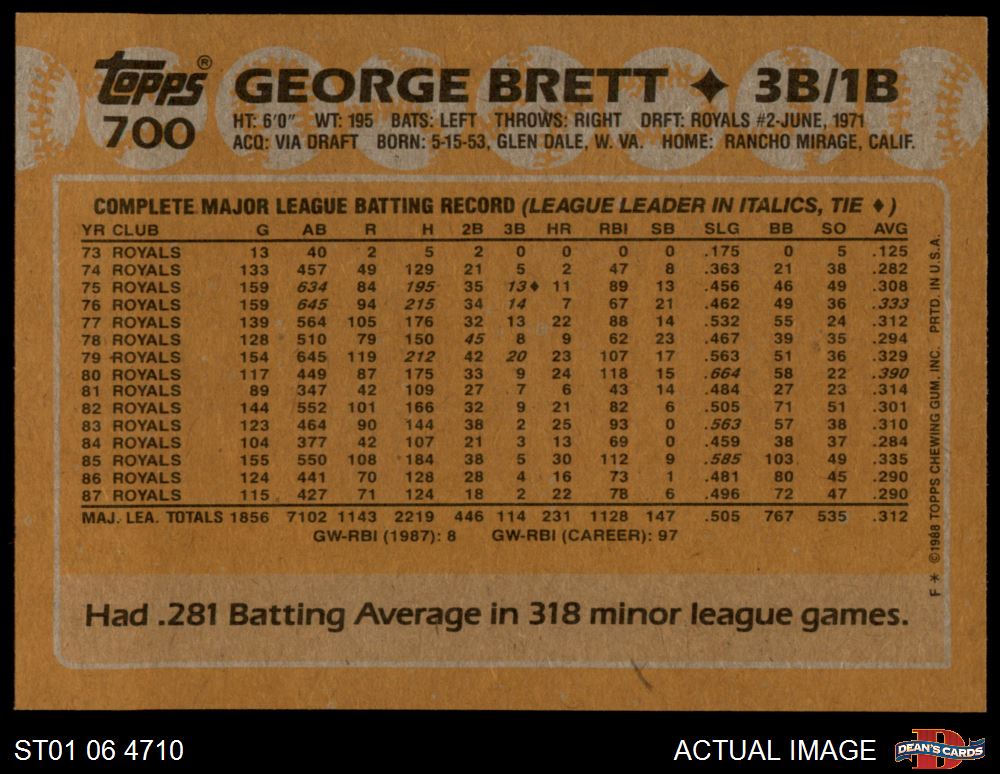 topps® GEORGE BRETT ✦ 3B/1B
700 HT: 6'0" WT: 195 BATS: LEFT THROWS: RIGHT DRFT: ROYALS #2-JUNE, 1971
ACQ: VIA DRAFT BORN: 5-15-53, GLEN DALE, W. VA. HOME: RANCHO MIRAGE, CALIF.
COMPLETE MAJOR LEAGUE BATTING RECORD (LEAGUE LEADER IN ITALICS, TIE ♦)
YR CLUB G AB R H 2B 3B HR RBI SB SLG BB SO AVG
73 ROYALS 13 40 2 5 2 0 0 0 0 .175 0 5 .125
74 ROYALS 133 457 49 129 21 5 2 47 8 .363 21 38 .282
75 ROYALS 159 634 84 195 35 13♦ 11 89 13 .456 46 49 .308
76 ROYALS 159 645 94 215 34 14 7 67 21 .462 49 36 .333
77 ROYALS 139 564 105 176 32 13 22 88 14 .532 55 24 .312
78 ROYALS 128 510 79 150 45 8 9 62 23 .467 39 35 .294
79 ROYALS 154 645 119 212 42 20 23 107 17 .563 51 36 .329
80 ROYALS 117 449 87 175 33 9 24 118 15 .664 58 22 .390
81 ROYALS 89 347 42 109 27 7 6 43 14 .484 27 23 .314
82 ROYALS 144 552 101 166 32 9 21 82 6 .505 71 51 .301
83 ROYALS 123 464 90 144 38 2 25 93 0 .563 57 38 .310
84 ROYALS 104 377 42 107 21 3 13 69 0 .459 38 37 .284
85 ROYALS 155 550 108 184 38 5 30 112 9 .585 103 49 .335
86 ROYALS 124 441 70 128 28 4 16 73 1 .481 80 45 .290
87 ROYALS 115 427 71 124 18 2 22 78 6 .496 72 47 .290
MAJ. LEA. TOTALS 1856 7102 1143 2219 446 114 231 1128 147 .505 767 535 .312
GW-RBI (1987): 8 GW-RBI (CAREER): 97
Had .281 Batting Average in 318 minor league games.
F* ©1988 TOPPS CHEWING GUM, INC. PRTD. IN U.S.A.
ST01 06 4710 ACTUAL IMAGE DEAN'S CARDS